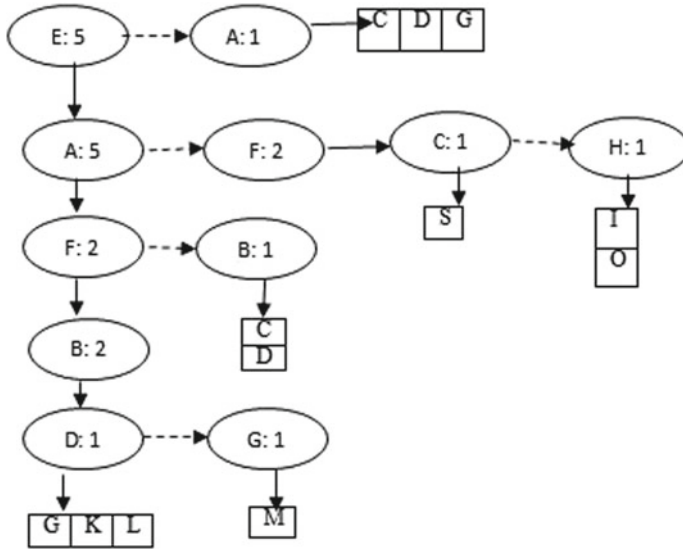 E: 5 A: 1 C D G
A: 5 F: 2 C: 1 H: 1
S I
O
F: 2 B: 1
C
B: 2 D
D: 1 G: 1
G K L M